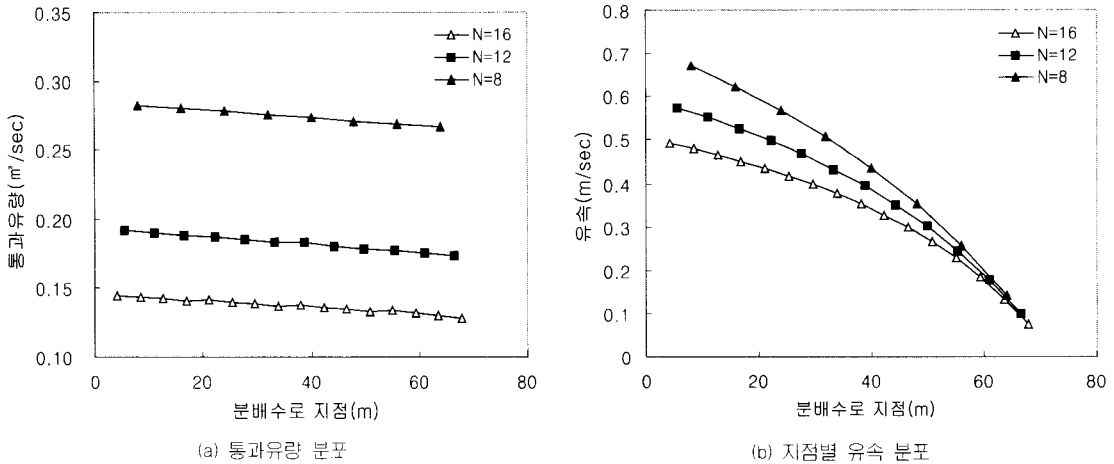 0.35
0.30
0.25
0.20
0.15
0.10
통과유량(m³/sec)
N=16
N=12
N=8
0
20
40
60
80
분배수로 지점(m)
(a) 통과유량 분포
0.8
0.7
0.6
0.5
0.4
0.3
0.2
0.1
0
유속(m/sec)
N=16
N=12
N=8
0
20
40
60
80
분배수로 지점(m)
(b) 지점별 유속 분포